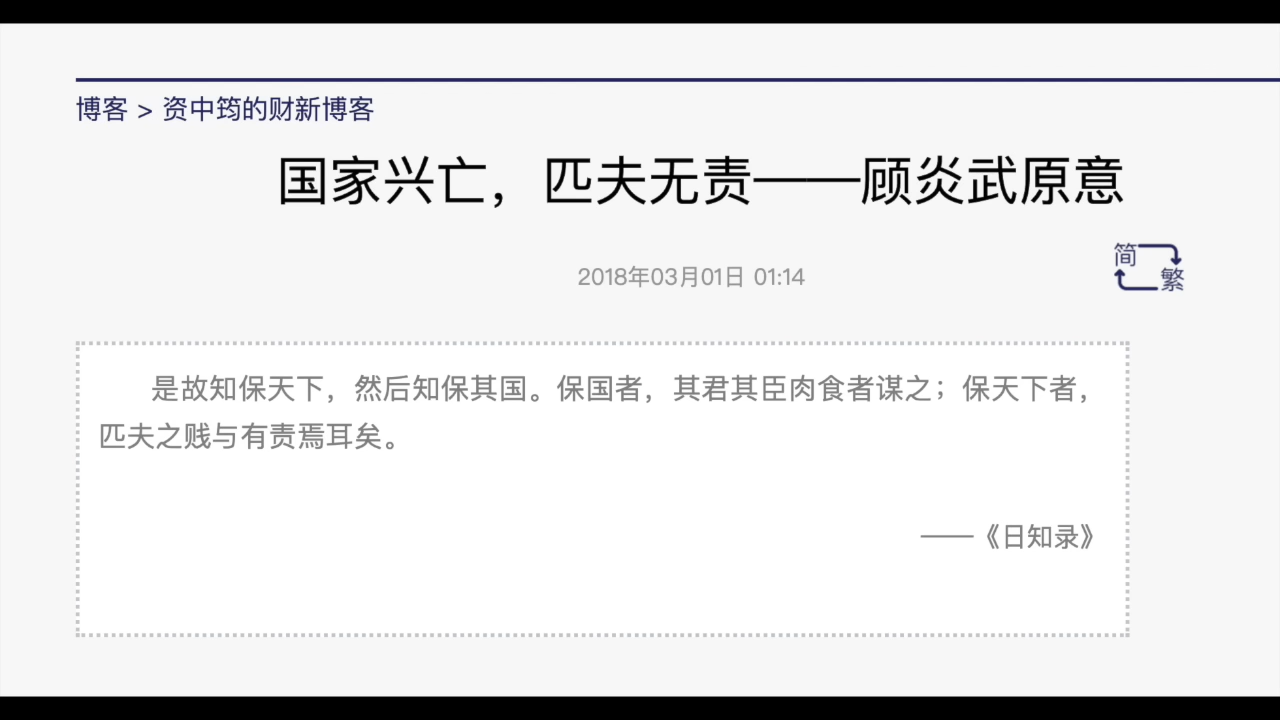 博客 > 资中筠的财新博客
国家兴亡，匹夫无责——顾炎武原意
2018年03月01日 01:14
简
繁
是故知保天下，然后知保其国。保国者，其君其臣肉食者谋之；保天下者，
匹夫之贱与有责焉耳矣。
——《日知录》